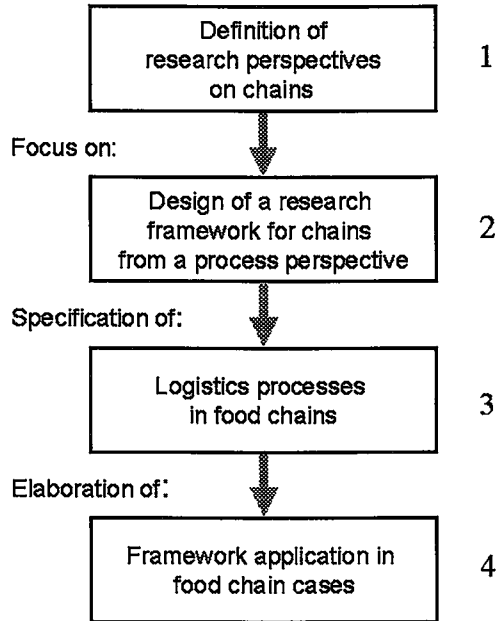 Definition of
research perspectives
on chains
1
Focus on:
Design of a research
framework for chains
from a process perspective
2
Specification of:
Logistics processes
in food chains
3
Elaboration of:
Framework application in
food chain cases
4